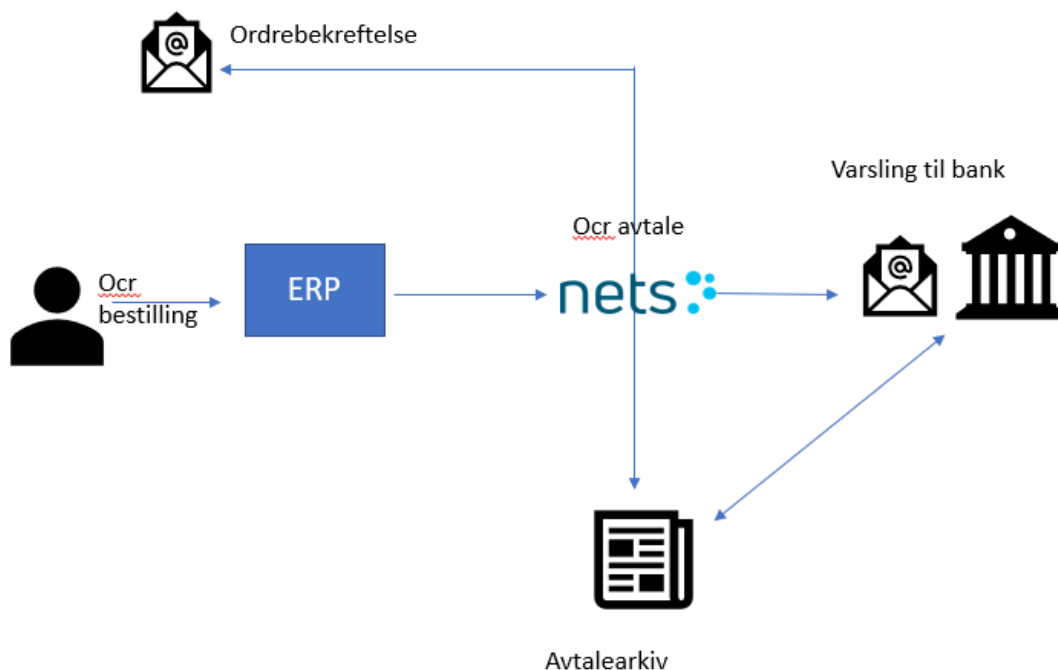 Ordrebekreftelse
Varsling til bank
Ocr avtale
Ocr
bestilling
ERP
nets
Avtalearkiv